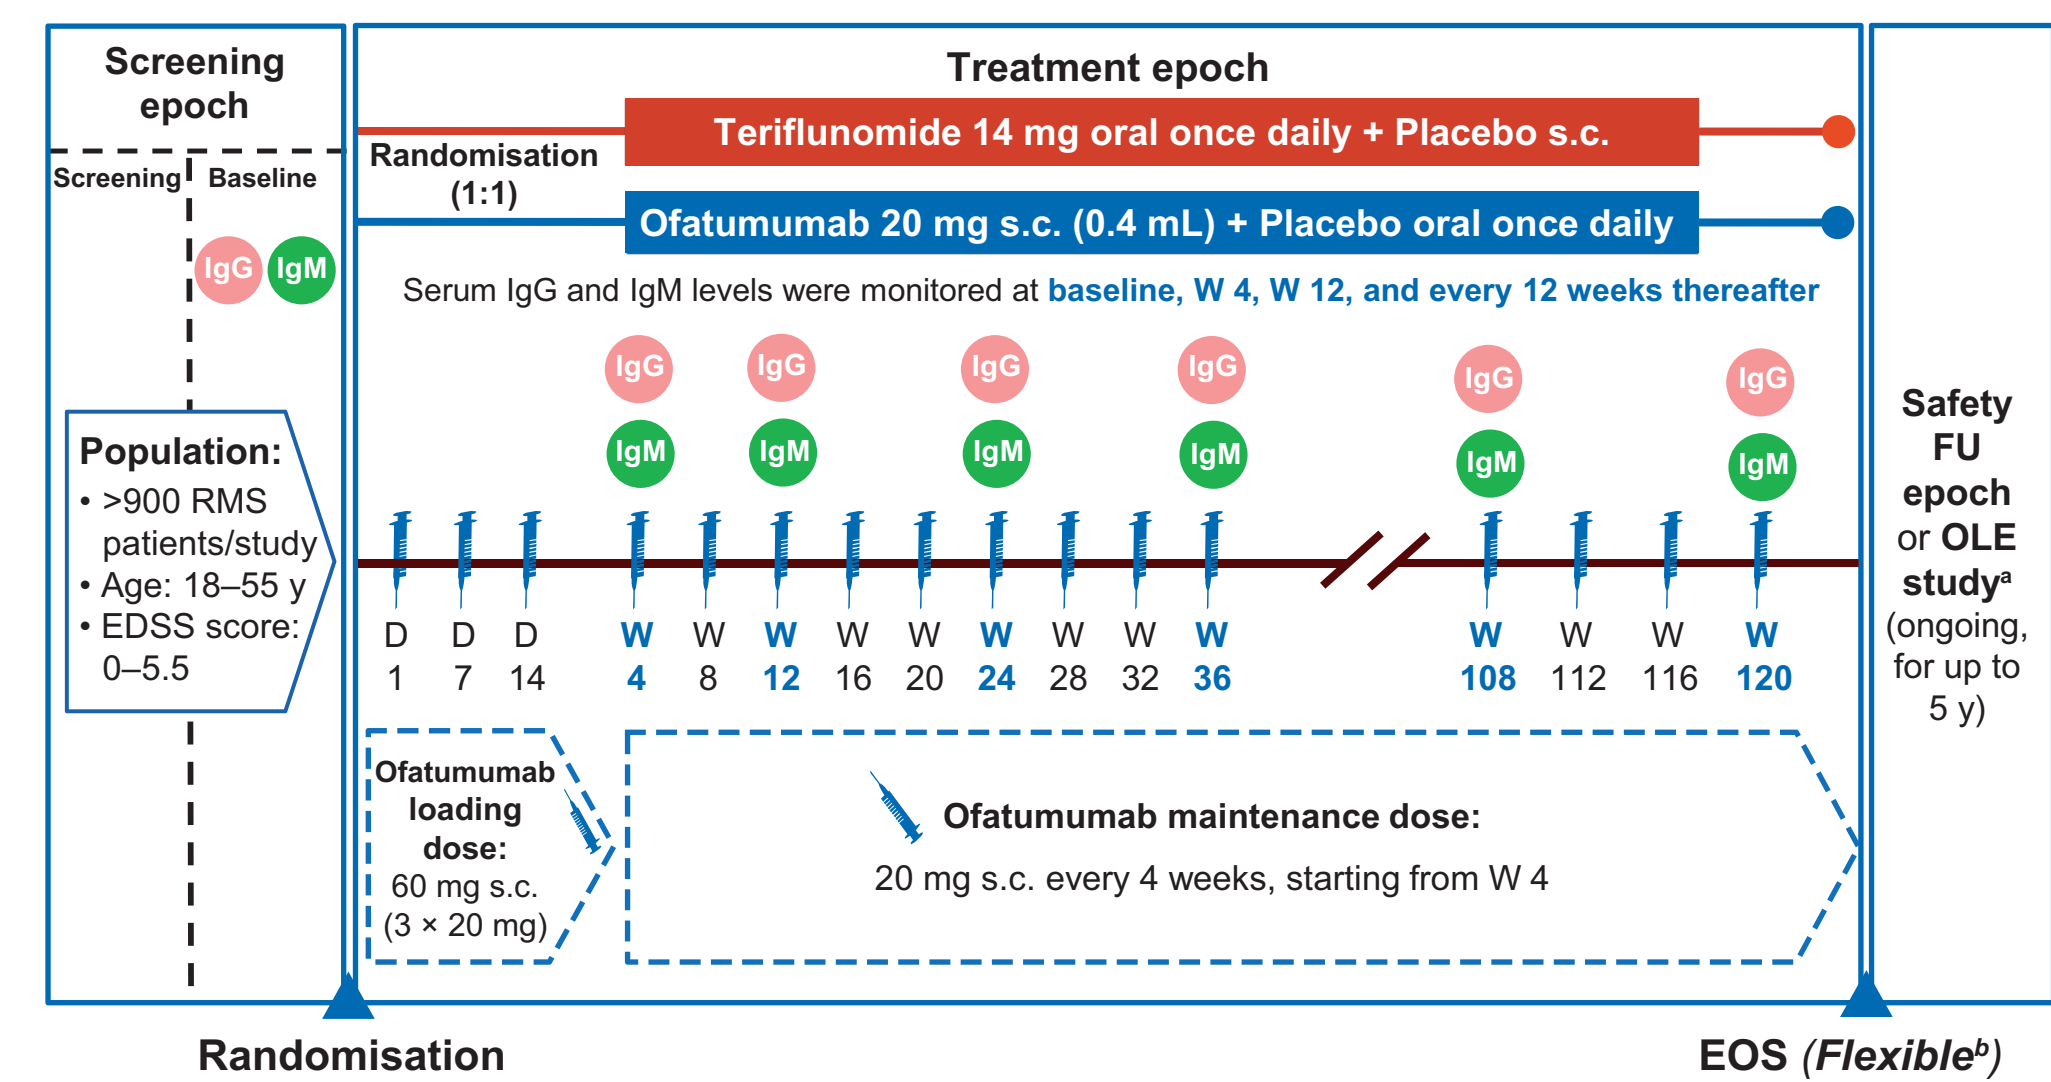 Screening
epoch
Screening
Baseline
IgG
IgM
Population:
• >900 RMS
patients/study
• Age: 18–55 y
• EDSS score:
0–5.5
Treatment epoch
Teriflunomide 14 mg oral once daily + Placebo s.c.
Randomisation
(1:1)
Ofatumumab 20 mg s.c. (0.4 mL) + Placebo oral once daily
Serum IgG and IgM levels were monitored at baseline, W 4, W 12, and every 12 weeks thereafter
IgG IgG IgG IgG IgG IgG
IgM IgM IgM IgM IgM IgM
D D D W W W W W W W W W W W W W
1 7 14 4 8 12 16 20 24 28 32 36 108 112 116 120
Ofatumumab
loading
dose:
60 mg s.c.
(3 × 20 mg)
Ofatumumab maintenance dose:
20 mg s.c. every 4 weeks, starting from W 4
Safety
FU
epoch
or OLE
studyᵃ
(ongoing,
for up to
5 y)
Randomisation
EOS (Flexibleᵇ)